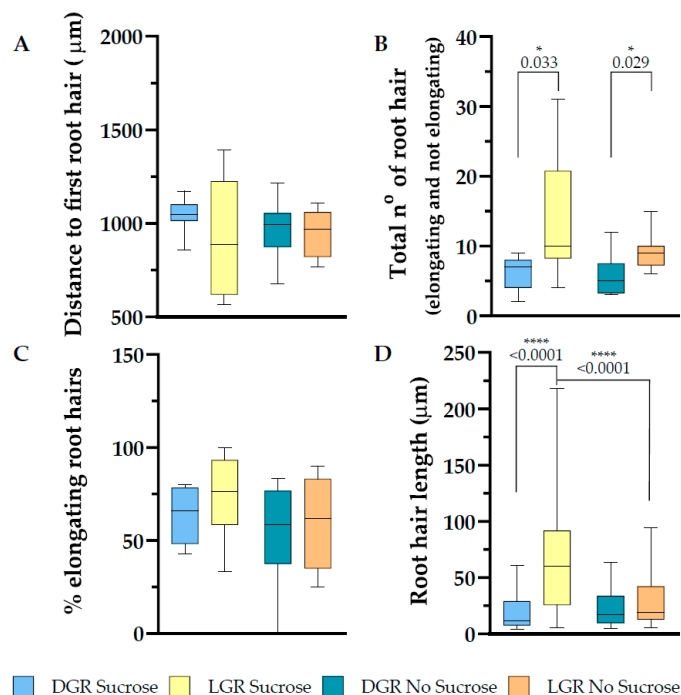 A
Distance to first root hair ( μm)
2000
1500
1000
500
B
Total nº of root hair
(elongating and not elongating)
40
30
20
10
0
*
0.033
*
0.029
C
% elongating root hairs
150
100
50
0
D
Root hair length (μm)
250
200
150
100
50
0
****
<0.0001
****
<0.0001
DGR Sucrose LGR Sucrose DGR No Sucrose LGR No Sucrose